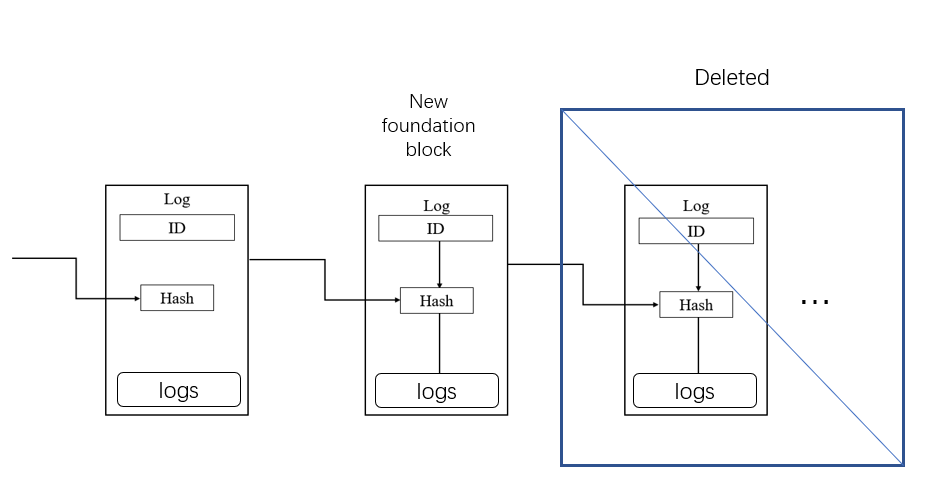 Deleted
New
foundation
block
Log
ID
Hash
logs
Log
ID
Hash
logs
Log
ID
Hash
...
logs